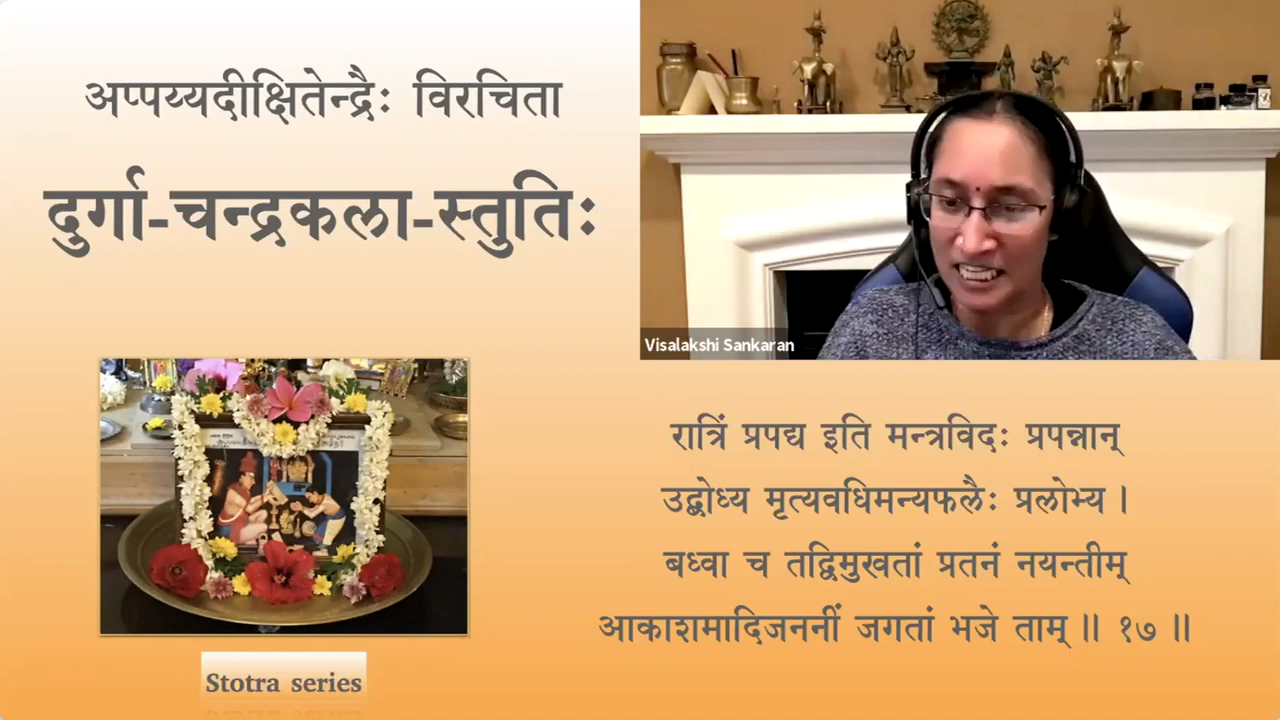 अप्पय्यदीक्षितेन्द्रैः विरचिता
दुर्गा-चन्द्रकला-स्तुतिः
Visalakshi Sankaran
रात्रिं प्रपद्य इति मन्त्रविदः प्रपन्नान्
उद्बोध्य मृत्यवधिमन्यफलैः प्रलोभ्य ।
बध्वा च तद्विमुखतां प्रतनं नयन्तीम्
आकाशमादिजननीं जगतां भजे ताम् ॥ १७ ॥
Stotra series